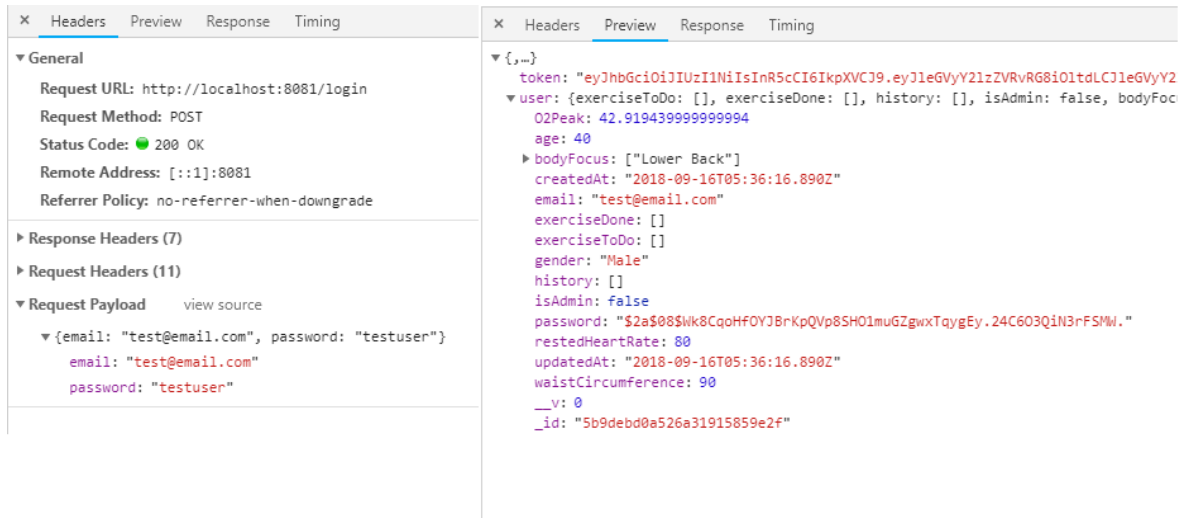 × Headers Preview Response Timing
▼ General
Request URL: http://localhost:8081/login
Request Method: POST
Status Code: 200 OK
Remote Address: [::1]:8081
Referrer Policy: no-referrer-when-downgrade
▶ Response Headers (7)
▶ Request Headers (11)
▼ Request Payload view source
▼ {email: "test@email.com", password: "testuser"}
email: "test@email.com"
password: "testuser"
× Headers Preview Response Timing
▼ {,…}
token: "eyJhbGciOiJIUzI1NiIsInR5cCI6IkpXVCJ9.eyJleGVyY2lzZVRvRG8iOltdLCJleGVyY2
▼ user: {exerciseToDo: [], exerciseDone: [], history: [], isAdmin: false, bodyFoc
O2Peak: 42.919439999999994
age: 40
▶ bodyFocus: ["Lower Back"]
createdAt: "2018-09-16T05:36:16.890Z"
email: "test@email.com"
exerciseDone: []
exerciseToDo: []
gender: "Male"
history: []
isAdmin: false
password: "$2a$08$Wk8CqoHfOYJBrKpQVp8SHO1muGZgwxTqygEy.24C6O3QiN3rFSMW."
restedHeartRate: 80
updatedAt: "2018-09-16T05:36:16.890Z"
waistCircumference: 90
__v: 0
_id: "5b9debd0a526a31915859e2f"